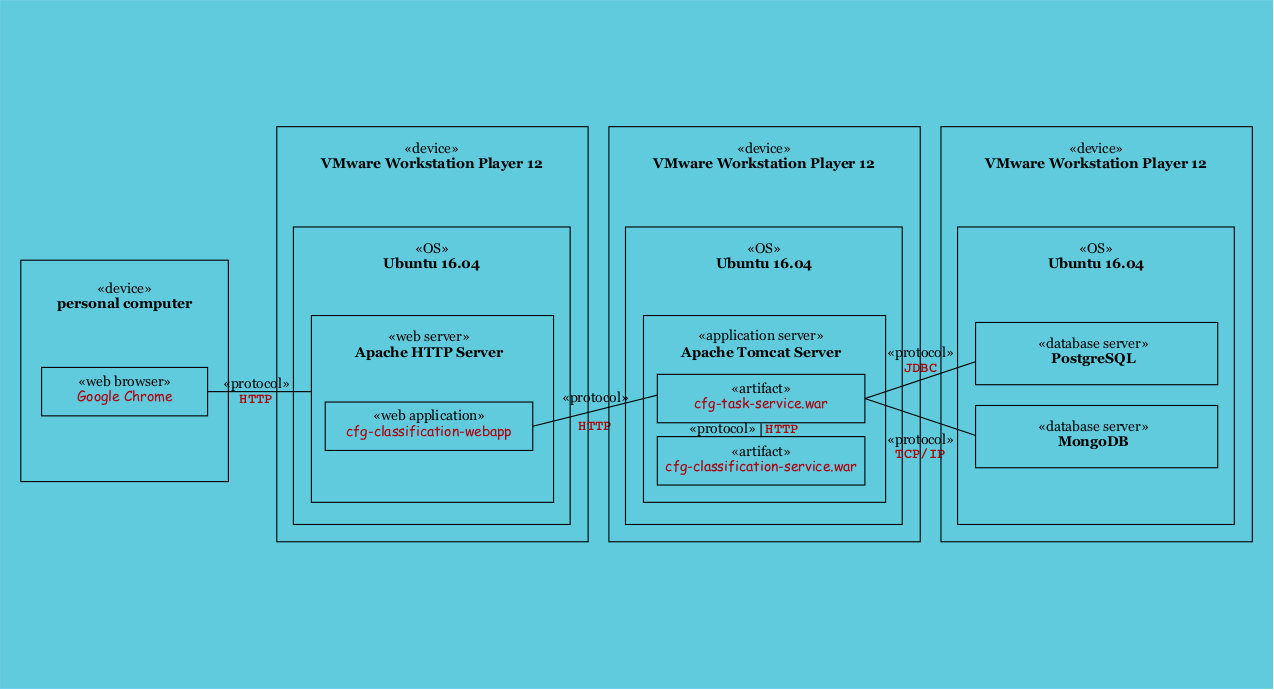 «device»
personal computer
«web browser»
Google Chrome
«protocol»
HTTP
«device»
VMware Workstation Player 12
«OS»
Ubuntu 16.04
«web server»
Apache HTTP Server
«web application»
cfg-classification-webapp
«protocol»
HTTP
«device»
VMware Workstation Player 12
«OS»
Ubuntu 16.04
«application server»
Apache Tomcat Server
«artifact»
cfg-task-service.war
«protocol» HTTP
«artifact»
cfg-classification-service.war
«protocol»
JDBC
«protocol»
TCP/IP
«device»
VMware Workstation Player 12
«OS»
Ubuntu 16.04
«database server»
PostgreSQL
«database server»
MongoDB